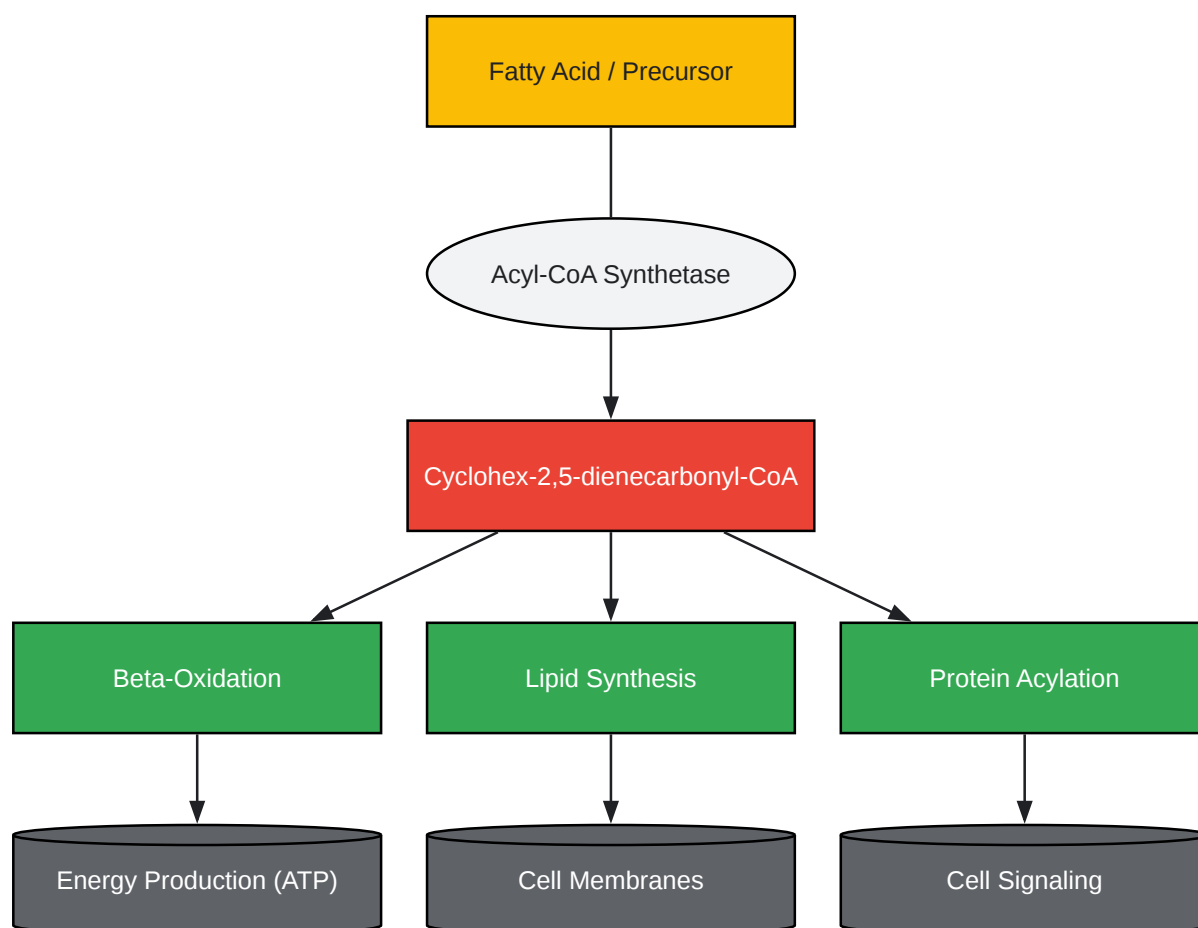 Fatty Acid / Precursor
Acyl-CoA Synthetase
Cyclohex-2,5-dienecarbonyl-CoA
Beta-Oxidation
Lipid Synthesis
Protein Acylation
Energy Production (ATP)
Cell Membranes
Cell Signaling